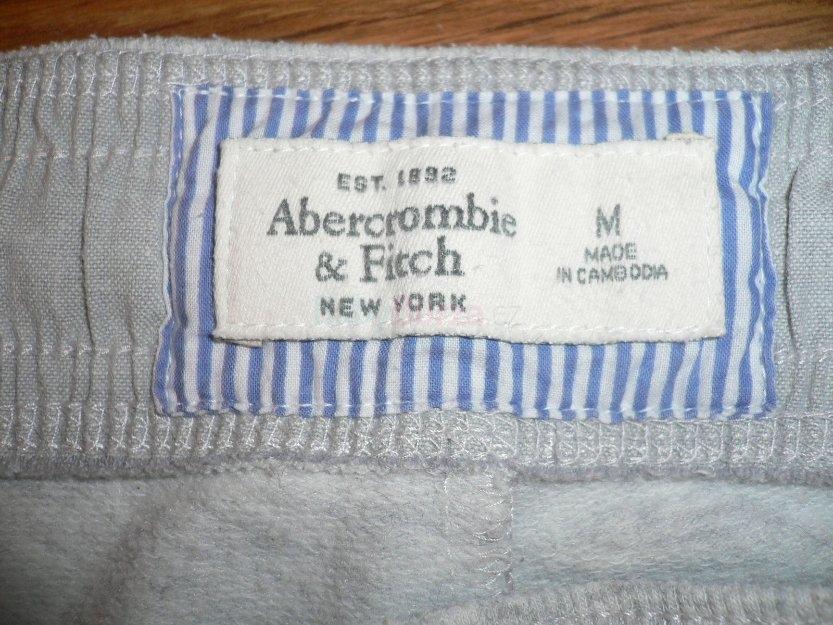 EST. 1892
Abercrombie
& Fitch
NEW YORK
M
MADE
IN CAMBODIA